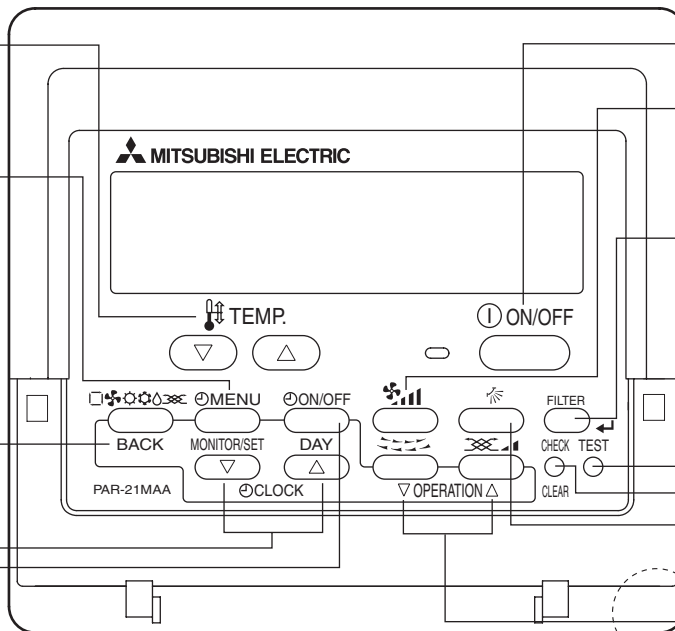 MITSUBISHI ELECTRIC
TEMP.
ON/OFF
MENU
ON/OFF
FILTER
BACK
MONITOR/SET
DAY
CHECK
TEST
PAR-21MAA
CLOCK
▽ OPERATION △
CLEAR